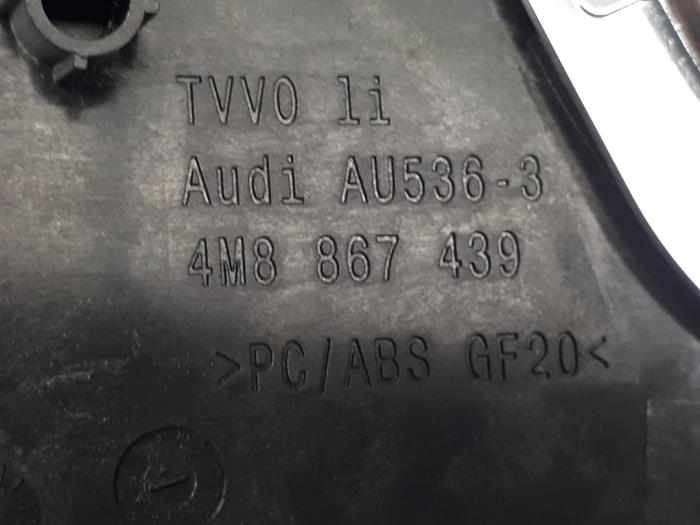 TVVO li
Audi AU536-3
4M8 867 439
>PC/ABS GF20<